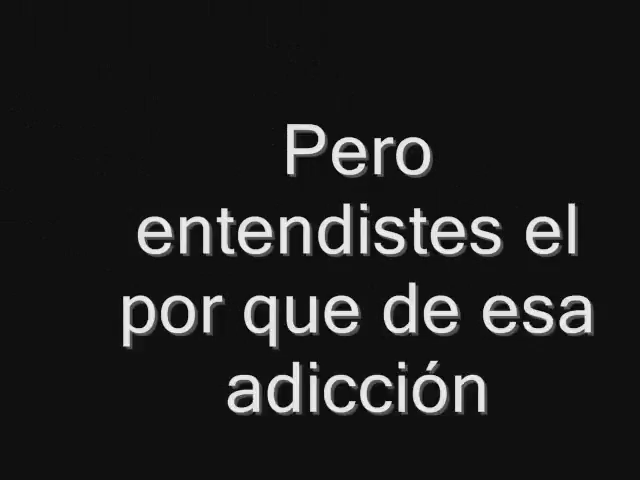 Pero
entendistes el
por que de esa
adicción